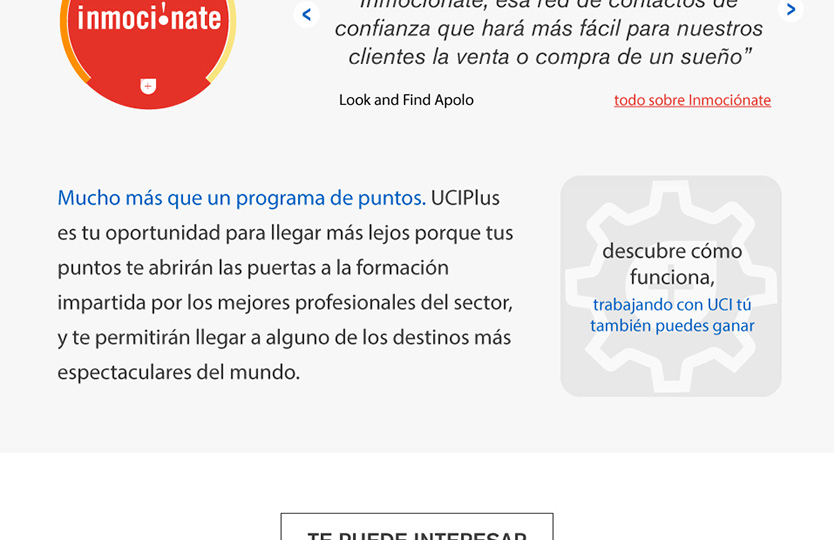 inmoci!nate
<
Inmociónate, esa red de contactos de
>
confianza que hará más fácil para nuestros
clientes la venta o compra de un sueño”
Look and Find Apolo
todo sobre Inmociónate
Mucho más que un programa de puntos. UCIPlus
es tu oportunidad para llegar más lejos porque tus
puntos te abrirán las puertas a la formación
impartida por los mejores profesionales del sector,
y te permitirán llegar a alguno de los destinos más
espectaculares del mundo.
descubre cómo
funciona,
trabajando con UCI tú
también puedes ganar
TE PUEDE INTERESAR